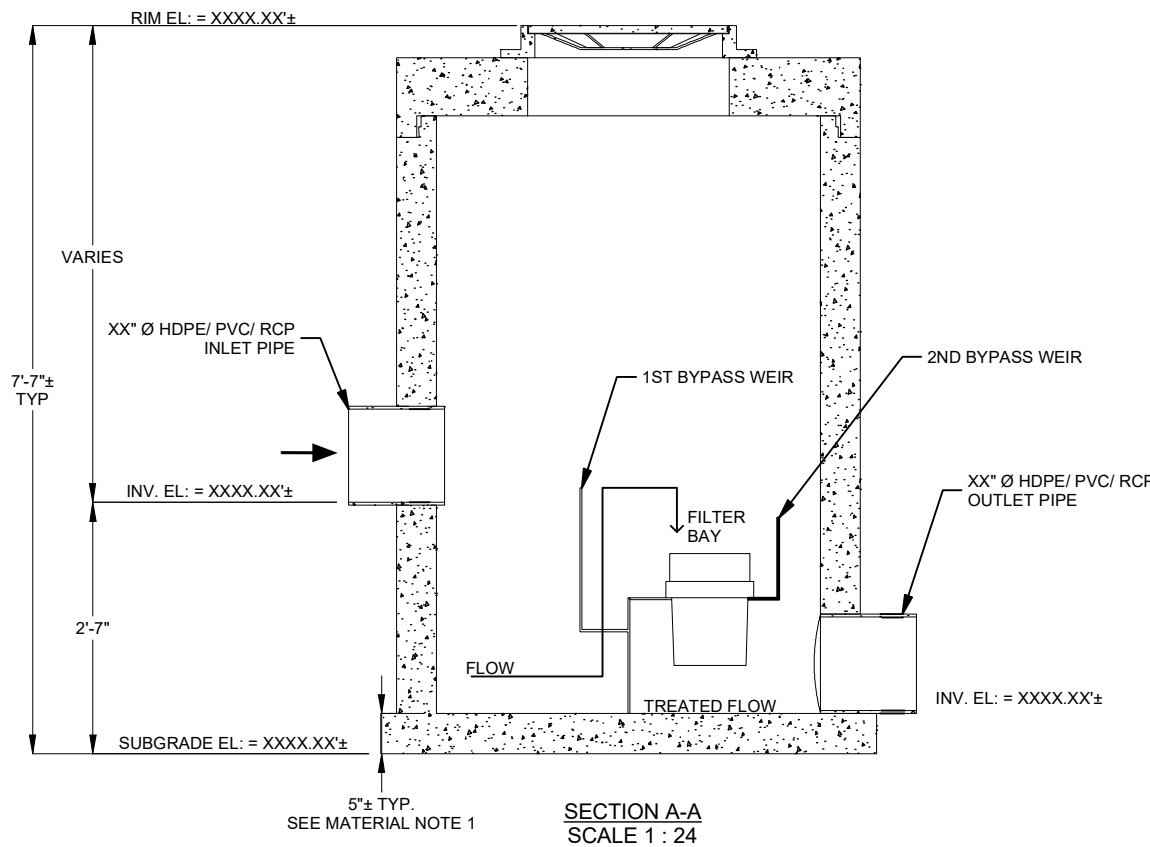 RIM EL: = XXXX.XX'±
VARIES
XX" Ø HDPE/ PVC/ RCP
INLET PIPE
7'-7"±
TYP
1ST BYPASS WEIR
2ND BYPASS WEIR
INV. EL: = XXXX.XX'±
XX" Ø HDPE/ PVC/ RCP
OUTLET PIPE
FILTER
BAY
2'-7"
FLOW
TREATED FLOW
INV. EL: = XXXX.XX'±
SUBGRADE EL: = XXXX.XX'±
5"± TYP.
SEE MATERIAL NOTE 1
SECTION A-A
SCALE 1 : 24